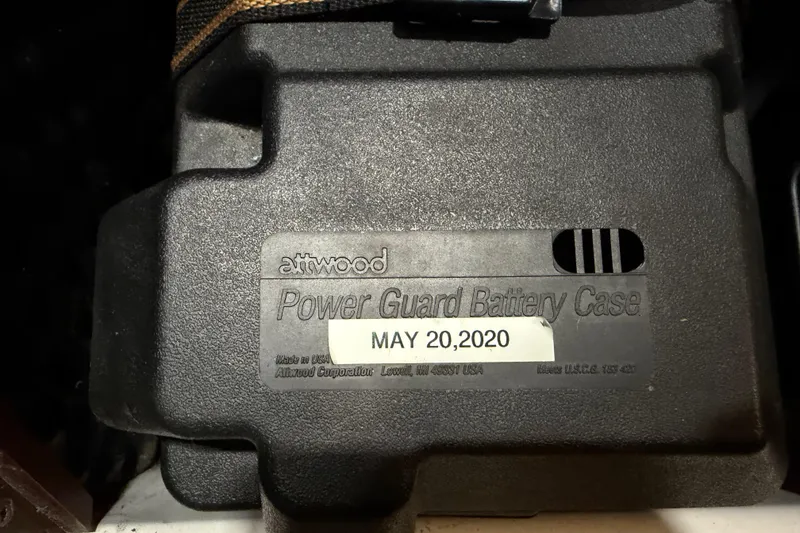 attwood
Power Guard Battery Case
MAY 20,2020
Made in USA
Attwood Corporation Lowell, MI 49331 USA
Meets U.S.C.G. 183 420